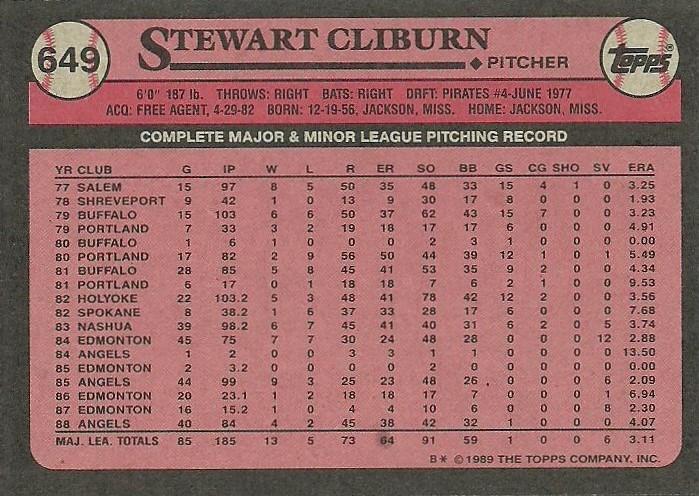 649
STEWART CLIBURN
PITCHER
TOPPS
6'0" 187 lb. THROWS: RIGHT BATS: RIGHT DRFT: PIRATES #4-JUNE 1977
ACQ: FREE AGENT, 4-29-82 BORN: 12-19-56, JACKSON, MISS. HOME: JACKSON, MISS.
COMPLETE MAJOR & MINOR LEAGUE PITCHING RECORD
YR CLUB G IP W L R ER SO BB GS CG SHO SV ERA
77 SALEM 15 97 8 5 50 35 48 33 15 4 1 0 3.25
78 SHREVEPORT 9 42 1 0 13 9 30 17 8 0 0 0 1.93
79 BUFFALO 15 103 6 6 50 37 62 43 15 7 0 0 3.23
79 PORTLAND 7 33 3 2 19 18 17 17 6 0 0 0 4.91
80 BUFFALO 1 6 1 0 0 0 2 3 1 0 0 0 0.00
80 PORTLAND 17 82 2 9 56 50 44 39 12 1 0 1 5.49
81 BUFFALO 28 85 5 8 45 41 53 35 9 2 0 0 4.34
81 PORTLAND 6 17 0 1 18 18 7 6 2 1 0 0 9.53
82 HOLYOKE 22 103.2 5 3 48 41 78 42 12 2 0 0 3.56
82 SPOKANE 8 38.2 1 6 37 33 28 17 6 0 0 0 7.68
83 NASHUA 39 98.2 6 7 45 41 40 31 6 2 0 5 3.74
84 EDMONTON 45 75 7 7 30 24 48 28 0 0 0 12 2.88
84 ANGELS 1 2 0 0 3 3 1 1 0 0 0 0 13.50
85 EDMONTON 2 3.2 0 0 0 0 2 0 0 0 0 0 0.00
85 ANGELS 44 99 9 3 25 23 48 26 0 0 0 6 2.09
86 EDMONTON 20 23.1 1 2 18 18 17 7 0 0 0 1 6.94
87 EDMONTON 16 15.2 1 0 4 4 10 6 0 0 0 8 2.30
88 ANGELS 40 84 4 2 45 38 42 32 1 0 0 0 4.07
MAJ. LEA. TOTALS 85 185 13 5 73 64 91 59 1 0 0 6 3.11
B* © 1989 THE TOPPS COMPANY, INC.